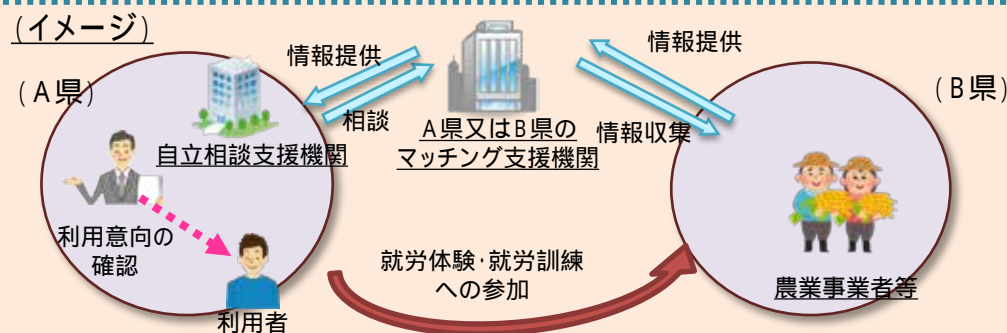 (イメージ)
(A県)
情報提供
相談
自立相談支援機関
利用意向の
確認
利用者
A県又はB県の
マッチング支援機関
情報提供
情報収集
(B県)
農業事業者等
就労体験・就労訓練
への参加